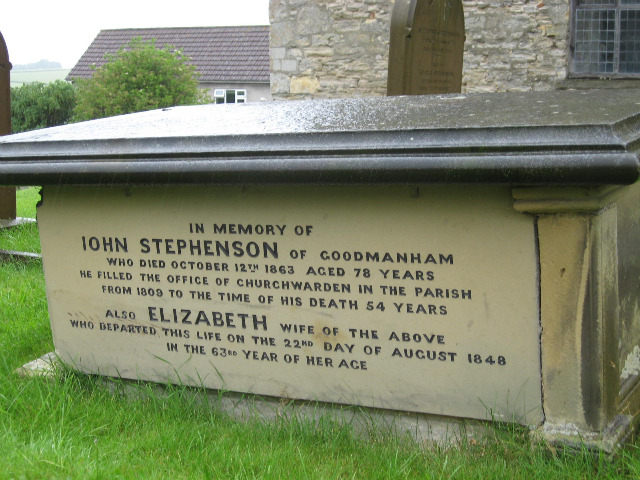 IN MEMORY OF
IOHN STEPHENSON OF GOODMANHAM
WHO DIED OCTOBER 12TH 1863 AGED 78 YEARS
HE FILLED THE OFFICE OF CHURCHWARDEN IN THE PARISH
FROM 1809 TO THE TIME OF HIS DEATH 54 YEARS
ALSO ELIZABETH WIFE OF THE ABOVE
WHO DEPARTED THIS LIFE ON THE 22ND DAY OF AUGUST 1848
IN THE 63RD YEAR OF HER AGE